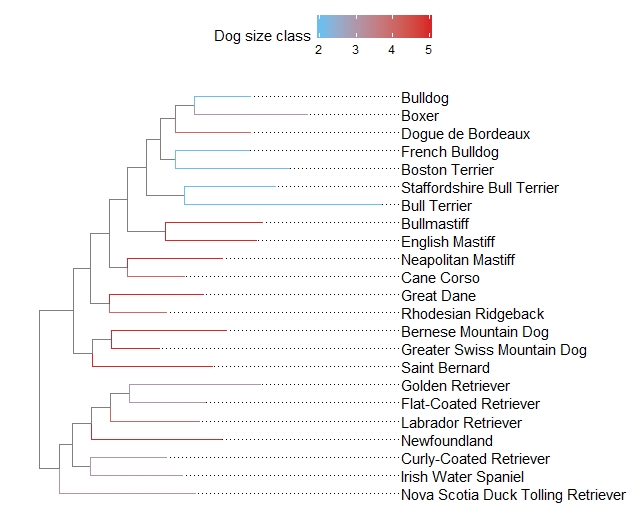 Dog size class
2 3 4 5
Bulldog
Boxer
Dogue de Bordeaux
French Bulldog
Boston Terrier
Staffordshire Bull Terrier
Bull Terrier
Bullmastiff
English Mastiff
Neapolitan Mastiff
Cane Corso
Great Dane
Rhodesian Ridgeback
Bernese Mountain Dog
Greater Swiss Mountain Dog
Saint Bernard
Golden Retriever
Flat-Coated Retriever
Labrador Retriever
Newfoundland
Curly-Coated Retriever
Irish Water Spaniel
Nova Scotia Duck Tolling Retriever